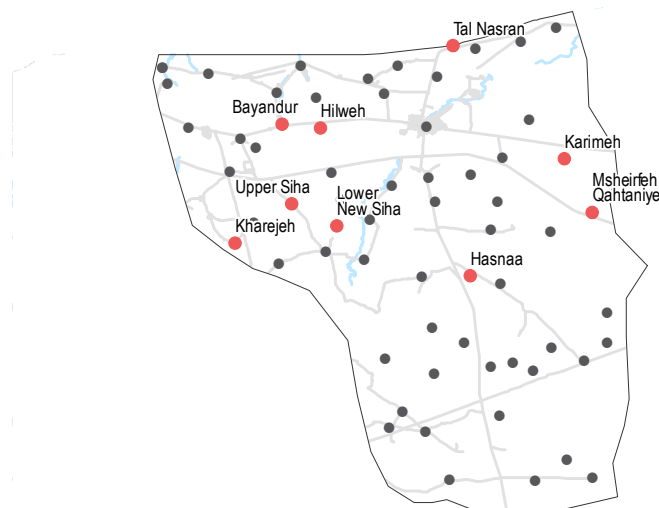 Tal Nasran
Bayandur
Hilweh
Karimeh
Msheirfeh
Qahtaniye
Upper Siha
Lower
New Siha
Kharejeh
Hasnaa